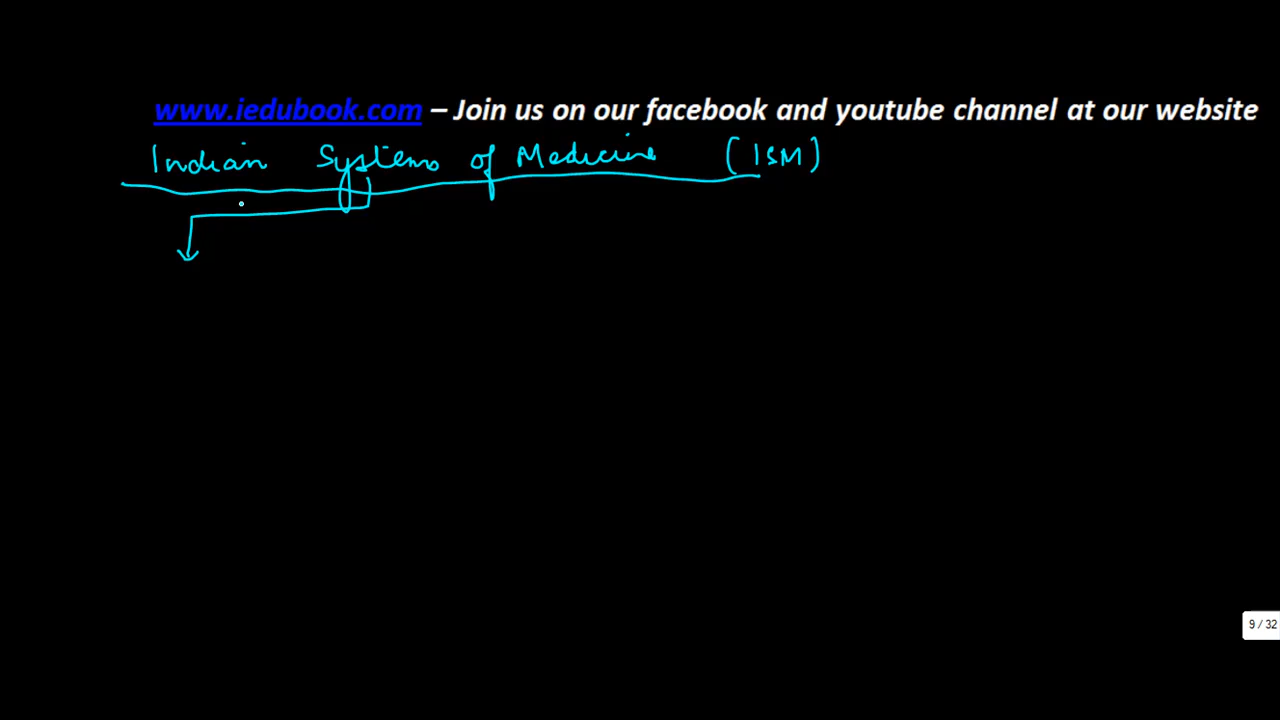 www.iedubook.com – Join us on our facebook and youtube channel at our website
Indian Systems of Medicine (ISM)
9 / 32